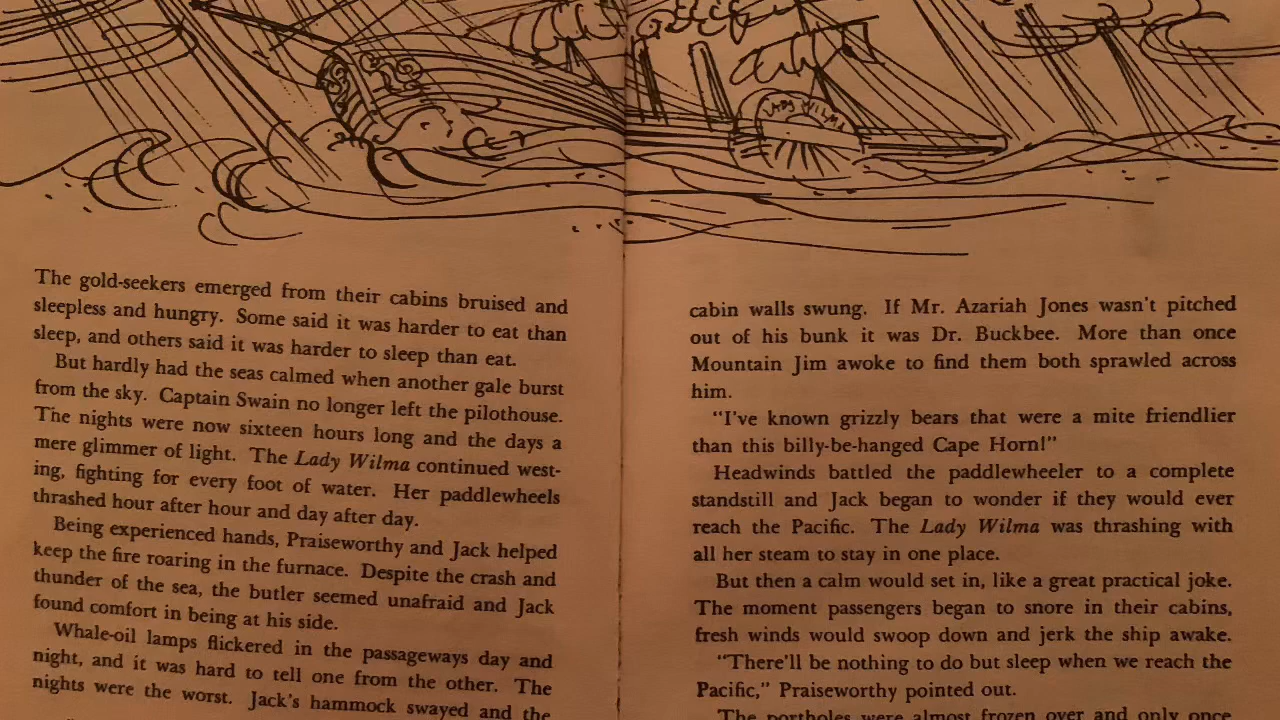 LADY WILMA
The gold-seekers emerged from their cabins bruised and
sleepless and hungry. Some said it was harder to eat than
sleep, and others said it was harder to sleep than eat.
But hardly had the seas calmed when another gale burst
from the sky. Captain Swain no longer left the pilothouse.
The nights were now sixteen hours long and the days a
mere glimmer of light. The Lady Wilma continued west-
ing, fighting for every foot of water. Her paddlewheels
thrashed hour after hour and day after day.
Being experienced hands, Praiseworthy and Jack helped
keep the fire roaring in the furnace. Despite the crash and
thunder of the sea, the butler seemed unafraid and Jack
found comfort in being at his side.
Whale-oil lamps flickered in the passageways day and
night, and it was hard to tell one from the other. The
nights were the worst. Jack's hammock swayed and the
cabin walls swung. If Mr. Azariah Jones wasn't pitched
out of his bunk it was Dr. Buckbee. More than once
Mountain Jim awoke to find them both sprawled across
him.
"I've known grizzly bears that were a mite friendlier
than this billy-be-hanged Cape Horn!"
Headwinds battled the paddlewheeler to a complete
standstill and Jack began to wonder if they would ever
reach the Pacific. The Lady Wilma was thrashing with
all her steam to stay in one place.
But then a calm would set in, like a great practical joke.
The moment passengers began to snore in their cabins,
fresh winds would swoop down and jerk the ship awake.
"There'll be nothing to do but sleep when we reach the
Pacific," Praiseworthy pointed out.
The portholes were almost frozen over and only once